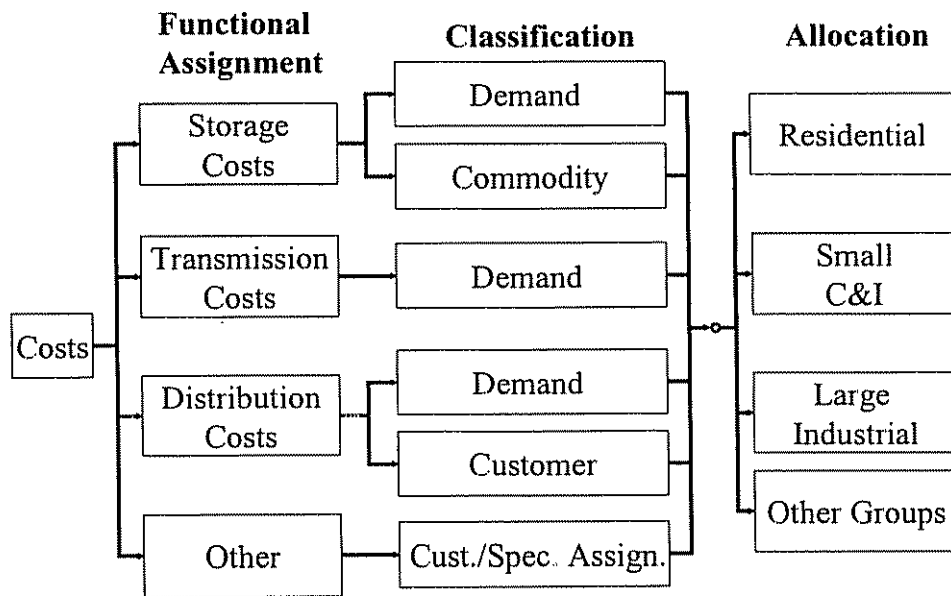 Functional
Assignment
Classification
Allocation
Costs
Storage
Costs
Transmission
Costs
Distribution
Costs
Other
Demand
Commodity
Demand
Demand
Customer
Cust./Spec. Assign.
Residential
Small
C&I
Large
Industrial
Other Groups